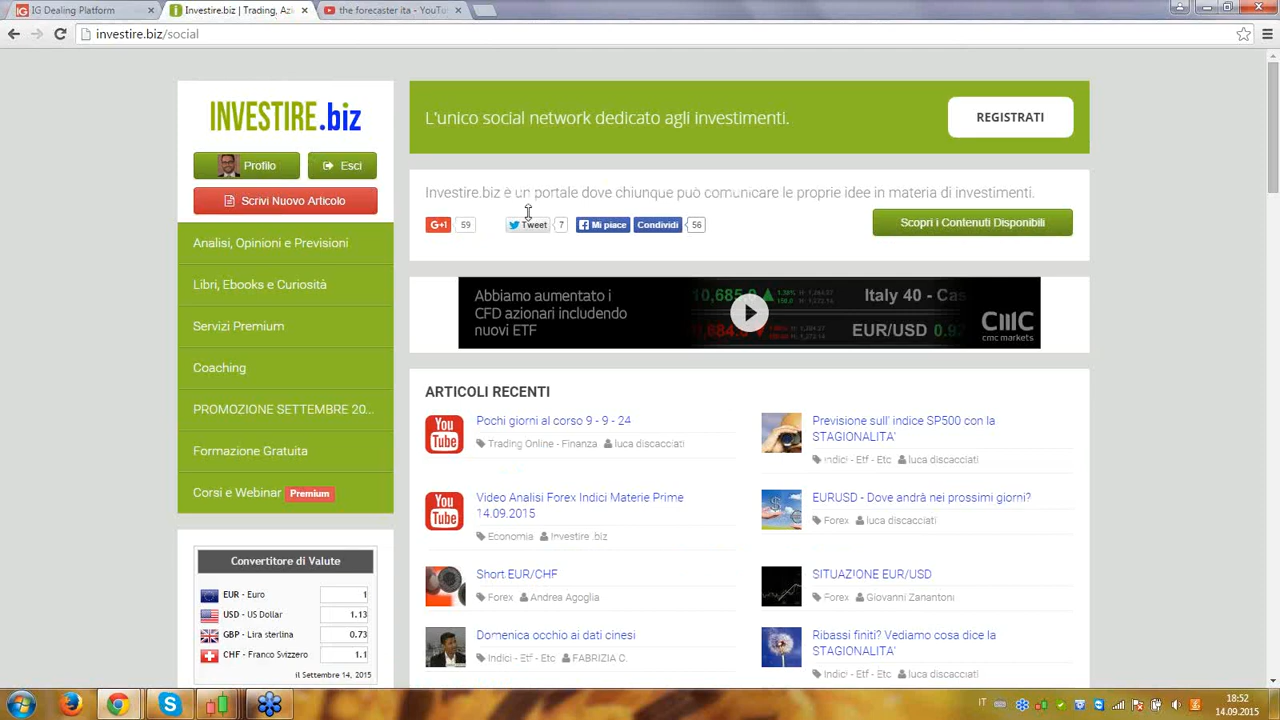 IG Dealing Platform
Investire.biz | Trading, Az
the forecaster ita - YouTu
investire.biz/social
INVESTIRE.biz
Profilo
Esci
Scrivi Nuovo Articolo
Analisi, Opinioni e Previsioni
Libri, Ebooks e Curiosità
Servizi Premium
Coaching
PROMOZIONE SETTEMBRE 20...
Formazione Gratuita
Corsi e Webinar Premium
Convertitore di Valute
EUR - Euro 1
USD - US Dollar 1.13
GBP - Lira sterlina 0.73
CHF - Franco Svizzero 1.1
il Settembre 14, 2015
L'unico social network dedicato agli investimenti.
REGISTRATI
Investire.biz è un portale dove chiunque può comunicare le proprie idee in materia di investimenti.
G+1 59
Tweet 7
Mi piace Condividi 56
Scopri i Contenuti Disponibili
Abbiamo aumentato i
CFD azionari includendo
nuovi ETF
Italy 40 - Cas
EUR/USD 0.92
cmc
cmc markets
ARTICOLI RECENTI
You Tube
Pochi giorni al corso 9 - 9 - 24
Trading Online - Finanza luca discacciati
Previsione sull' indice SP500 con la
STAGIONALITA'
Indici - Etf - Etc luca discacciati
You Tube
Video Analisi Forex Indici Materie Prime
14.09.2015
Economia Investire .biz
EURUSD - Dove andrà nei prossimi giorni?
Forex luca discacciati
Short EUR/CHF
Forex Andrea Agoglia
SITUAZIONE EUR/USD
Forex Giovanni Zanantoni
Domenica occhio ai dati cinesi
Indici - Etf - Etc FABRIZIA C.
Ribassi finiti? Vediamo cosa dice la
STAGIONALITA'
Indici - Etf - Etc luca discacciati
IT
18:52
14.09.2015